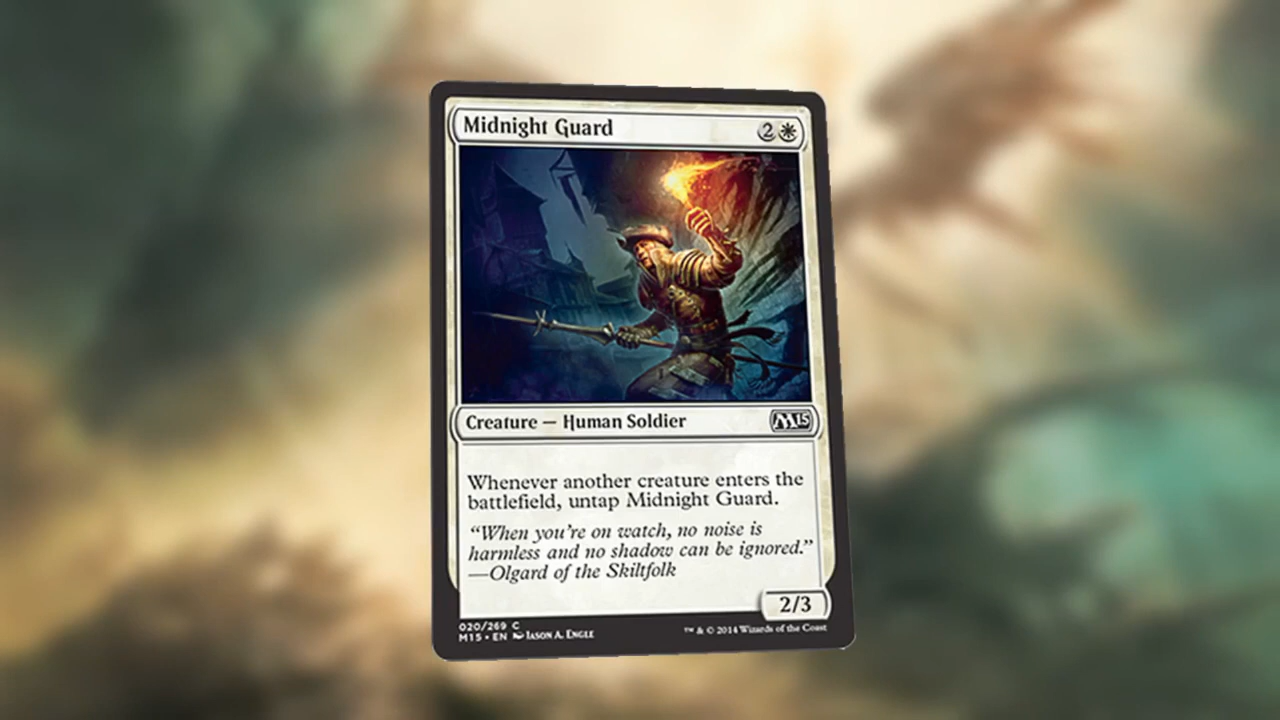 Midnight Guard 2
Creature — Human Soldier M15
Whenever another creature enters the
battlefield, untap Midnight Guard.
“When you're on watch, no noise is
harmless and no shadow can be ignored.”
—Olgard of the Skiltfolk
2/3
020/269 C
M15 • EN Jason A. Engle
™ & © 2014 Wizards of the Coast